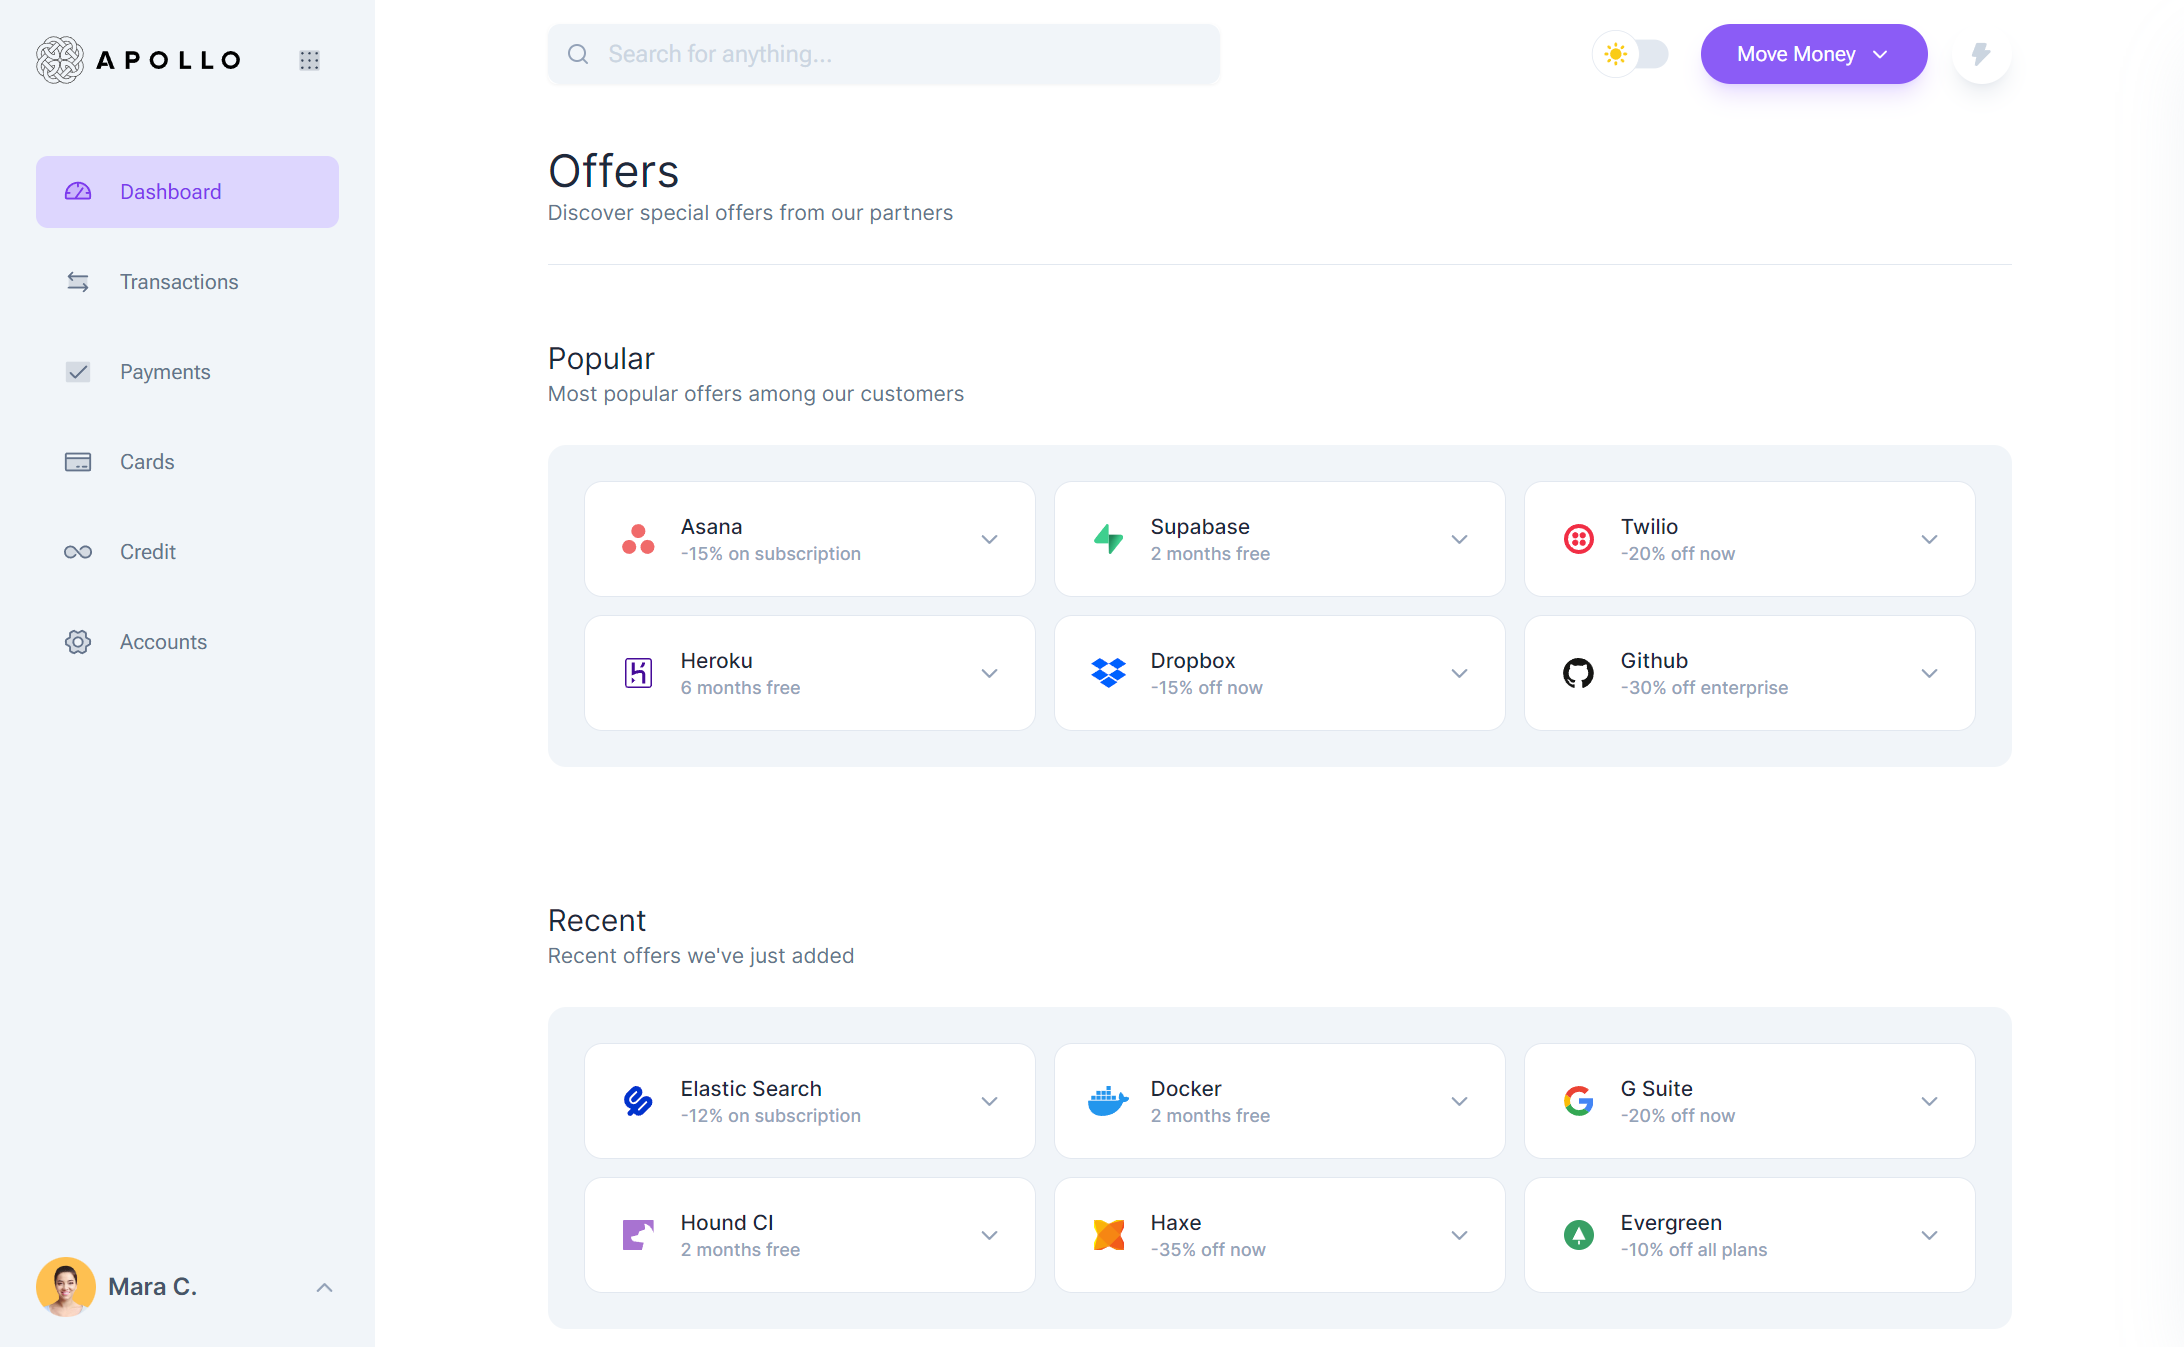 APOLLO
Search for anything...
Move Money
Dashboard
Transactions
Payments
Cards
Credit
Accounts
Mara C.
Offers
Discover special offers from our partners
Popular
Most popular offers among our customers
Asana
-15% on subscription
Supabase
2 months free
Twilio
-20% off now
Heroku
6 months free
Dropbox
-15% off now
Github
-30% off enterprise
Recent
Recent offers we've just added
Elastic Search
-12% on subscription
Docker
2 months free
G Suite
-20% off now
Hound CI
2 months free
Haxe
-35% off now
Evergreen
-10% off all plans